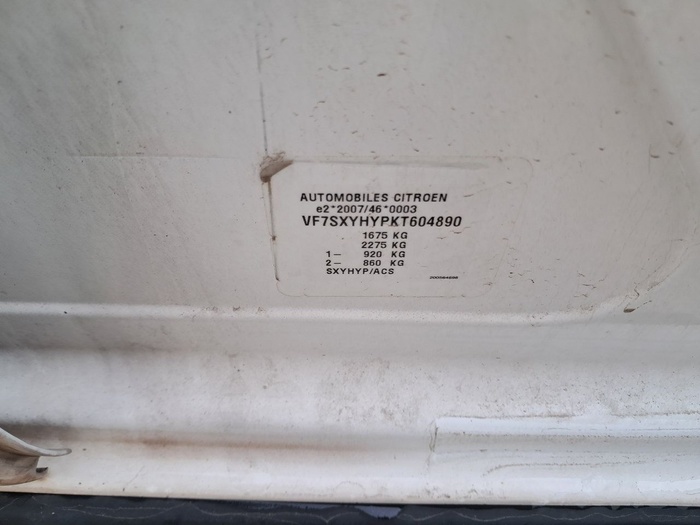 AUTOMOBILES CITROEN
e2*2007/46*0003
VF7SXYHYPKT604890
1675 KG
2275 KG
1— 920 KG
2— 860 KG
SXYHYP/ACS